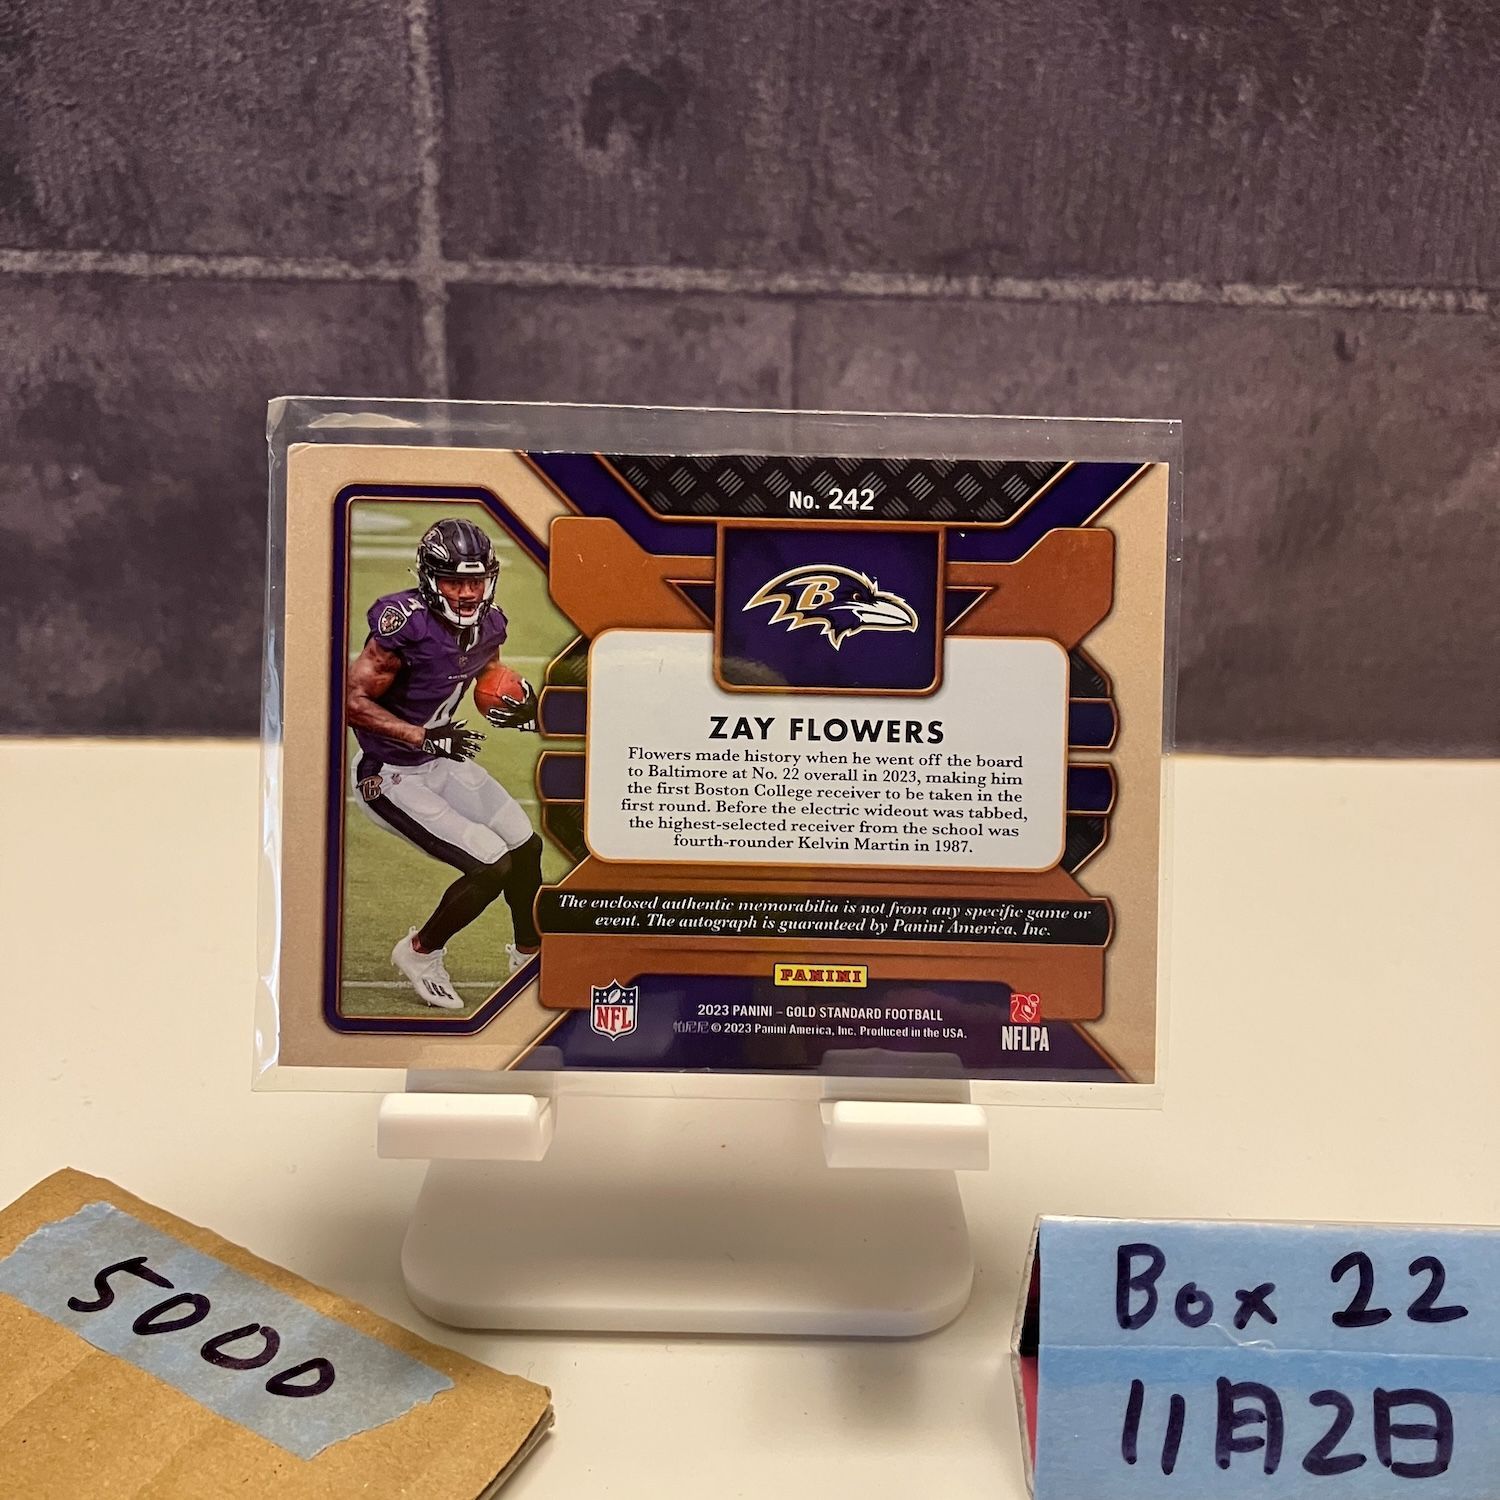 No. 242
B
4
ZAY FLOWERS
Flowers made history when he went off the board
to Baltimore at No. 22 overall in 2023, making him
the first Boston College receiver to be taken in the
first round. Before the electric wideout was tabbed,
the highest-selected receiver from the school was
fourth-rounder Kelvin Martin in 1987.
The enclosed authentic memorabilia is not from any specific game or
event. The autograph is guaranteed by Panini America, Inc.
PANINI
NFL
2023 PANINI – GOLD STANDARD FOOTBALL
帕尼尼 © 2023 Panini America, Inc. Produced in the USA.
NFLPA
5000
Box 22
11月2日